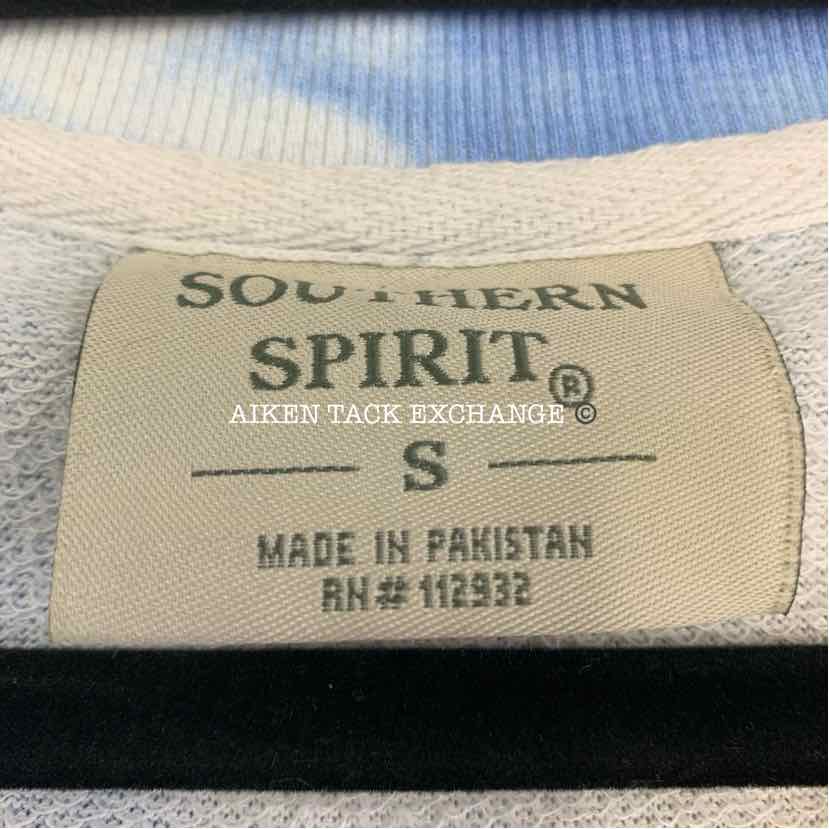 SOUTHERN
SPIRIT®
AIKEN TACK EXCHANGE ©
S
MADE IN PAKISTAN
RN# 112932